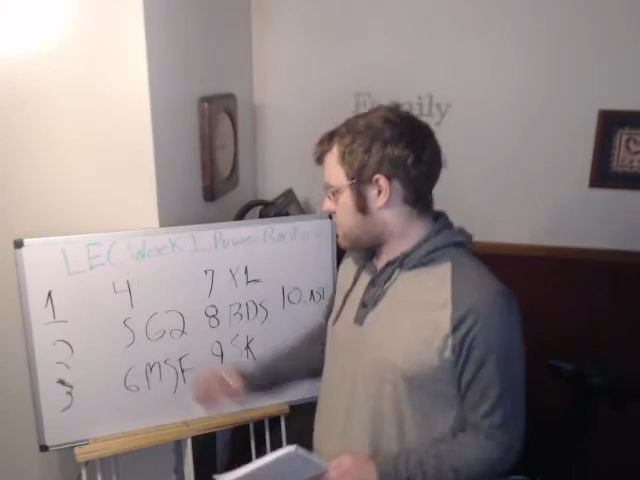 Family
LEC Week 1 Power Ranking
1
2
3
4
5 G2
6 MSF
7 XL
8 BDS
9 SK
10. AST